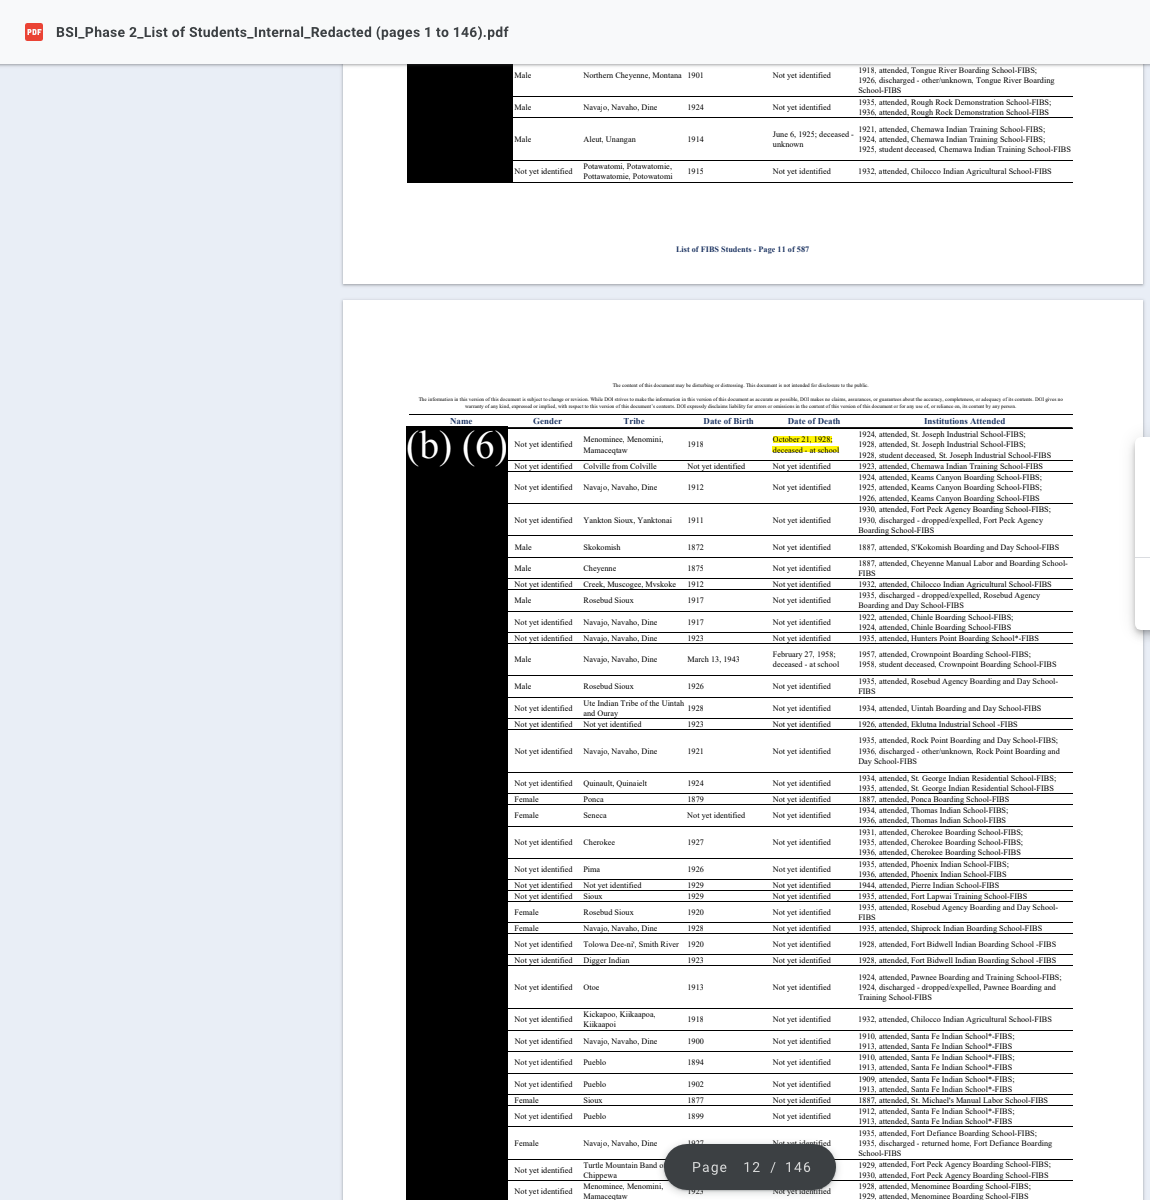 PDF BSI_Phase 2_List of Students_Internal_Redacted (pages 1 to 146).pdf
Male Northern Cheyenne, Montana 1901 Not yet identified 1918, attended, Tongue River Boarding School-FIBS;
1926, discharged - other/unknown, Tongue River Boarding
School-FIBS
Male Navajo, Navaho, Dine 1924 Not yet identified 1935, attended, Rough Rock Demonstration School-FIBS;
1936, attended, Rough Rock Demonstration School-FIBS
Male Aleut, Unangan 1914 June 6, 1925; deceased - unknown 1921, attended, Chemawa Indian Training School-FIBS;
1924, attended, Chemawa Indian Training School-FIBS;
1925, student deceased, Chemawa Indian Training School-FIBS
Not yet identified Potawatomi, Potawatomie, Pottawatomie, Potowatomi 1915 Not yet identified 1932, attended, Chilocco Indian Agricultural School-FIBS
List of FIBS Students - Page 11 of 587
The content of this document may be disturbing or distressing. This document is not intended for disclosure to the public.
The information in this version of this document is subject to change or revision. While DOI strives to make the information in this version of this document as accurate as possible, DOI makes no claims, assurances, or guarantees about the accuracy, completeness, or adequacy of its contents. DOI gives no
warranty of any kind, expressed or implied, with respect to this version of this document's contents. DOI expressly disclaims liability for errors or omissions in the content of this version of this document or for any use of, or reliance on, its content by any person.
Name Gender Tribe Date of Birth Date of Death Institutions Attended
(b) (6)
Not yet identified Menominee, Menomini, Mamaceqtaw 1918 October 21, 1928; deceased - at school 1924, attended, St. Joseph Industrial School-FIBS;
1928, attended, St. Joseph Industrial School-FIBS;
1928, student deceased, St. Joseph Industrial School-FIBS
Not yet identified Colville from Colville Not yet identified Not yet identified 1923, attended, Chemawa Indian Training School-FIBS
Not yet identified Navajo, Navaho, Dine 1912 Not yet identified 1924, attended, Keams Canyon Boarding School-FIBS;
1925, attended, Keams Canyon Boarding School-FIBS;
1926, attended, Keams Canyon Boarding School-FIBS
Not yet identified Yankton Sioux, Yanktonai 1911 Not yet identified 1930, attended, Fort Peck Agency Boarding School-FIBS;
1930, discharged - dropped/expelled, Fort Peck Agency
Boarding School-FIBS
Male Skokomish 1872 Not yet identified 1887, attended, S'Kokomish Boarding and Day School-FIBS
Male Cheyenne 1875 Not yet identified 1887, attended, Cheyenne Manual Labor and Boarding School-
FIBS
Not yet identified Creek, Muscogee, Mvskoke 1912 Not yet identified 1932, attended, Chilocco Indian Agricultural School-FIBS
Male Rosebud Sioux 1917 Not yet identified 1935, discharged - dropped/expelled, Rosebud Agency
Boarding and Day School-FIBS
Not yet identified Navajo, Navaho, Dine 1917 Not yet identified 1922, attended, Chinle Boarding School-FIBS;
1924, attended, Chinle Boarding School-FIBS
Not yet identified Navajo, Navaho, Dine 1923 Not yet identified 1935, attended, Hunters Point Boarding School*-FIBS
Male Navajo, Navaho, Dine March 13, 1943 February 27, 1958; deceased - at school 1957, attended, Crownpoint Boarding School-FIBS;
1958, student deceased, Crownpoint Boarding School-FIBS
Male Rosebud Sioux 1926 Not yet identified 1935, attended, Rosebud Agency Boarding and Day School-
FIBS
Not yet identified Ute Indian Tribe of the Uintah and Ouray 1928 Not yet identified 1934, attended, Uintah Boarding and Day School-FIBS
Not yet identified Not yet identified 1923 Not yet identified 1926, attended, Eklutna Industrial School -FIBS
Not yet identified Navajo, Navaho, Dine 1921 Not yet identified 1935, attended, Rock Point Boarding and Day School-FIBS;
1936, discharged - other/unknown, Rock Point Boarding and
Day School-FIBS
Not yet identified Quinault, Quinaielt 1924 Not yet identified 1934, attended, St. George Indian Residential School-FIBS;
1935, attended, St. George Indian Residential School-FIBS
Female Ponca 1879 Not yet identified 1887, attended, Ponca Boarding School-FIBS
Female Seneca Not yet identified Not yet identified 1934, attended, Thomas Indian School-FIBS;
1936, attended, Thomas Indian School-FIBS
Not yet identified Cherokee 1927 Not yet identified 1931, attended, Cherokee Boarding School-FIBS;
1935, attended, Cherokee Boarding School-FIBS;
1936, attended, Cherokee Boarding School-FIBS
Not yet identified Pima 1926 Not yet identified 1935, attended, Phoenix Indian School-FIBS;
1936, attended, Phoenix Indian School-FIBS
Not yet identified Not yet identified 1929 Not yet identified 1944, attended, Pierre Indian School-FIBS
Not yet identified Sioux 1929 Not yet identified 1935, attended, Fort Lapwai Training School-FIBS
Female Rosebud Sioux 1920 Not yet identified 1935, attended, Rosebud Agency Boarding and Day School-
FIBS
Female Navajo, Navaho, Dine 1928 Not yet identified 1935, attended, Shiprock Indian Boarding School-FIBS
Not yet identified Tolowa Dee-ni', Smith River 1920 Not yet identified 1928, attended, Fort Bidwell Indian Boarding School -FIBS
Not yet identified Digger Indian 1923 Not yet identified 1928, attended, Fort Bidwell Indian Boarding School -FIBS
Not yet identified Otoe 1913 Not yet identified 1924, attended, Pawnee Boarding and Training School-FIBS;
1924, discharged - dropped/expelled, Pawnee Boarding and
Training School-FIBS
Not yet identified Kickapoo, Kiikaapoa, Kiikaapoi 1918 Not yet identified 1932, attended, Chilocco Indian Agricultural School-FIBS
Not yet identified Navajo, Navaho, Dine 1900 Not yet identified 1910, attended, Santa Fe Indian School*-FIBS;
1913, attended, Santa Fe Indian School*-FIBS
Not yet identified Pueblo 1894 Not yet identified 1910, attended, Santa Fe Indian School*-FIBS;
1913, attended, Santa Fe Indian School*-FIBS
Not yet identified Pueblo 1902 Not yet identified 1909, attended, Santa Fe Indian School*-FIBS;
1913, attended, Santa Fe Indian School*-FIBS
Female Sioux 1877 Not yet identified 1887, attended, St. Michael's Manual Labor School-FIBS
Not yet identified Pueblo 1899 Not yet identified 1912, attended, Santa Fe Indian School*-FIBS;
1913, attended, Santa Fe Indian School*-FIBS
Female Navajo, Navaho, Dine 1927 Not yet identified 1935, attended, Fort Defiance Boarding School-FIBS;
1935, discharged - returned home, Fort Defiance Boarding
School-FIBS
Not yet identified Turtle Mountain Band Chippewa 1929, attended, Fort Peck Agency Boarding School-FIBS;
1930, attended, Fort Peck Agency Boarding School-FIBS
Not yet identified Menominee, Menomini, Mamaceqtaw 1923 Not yet identified 1928, attended, Menominee Boarding School-FIBS;
1929, attended, Menominee Boarding School-FIBS
Page 12 / 146